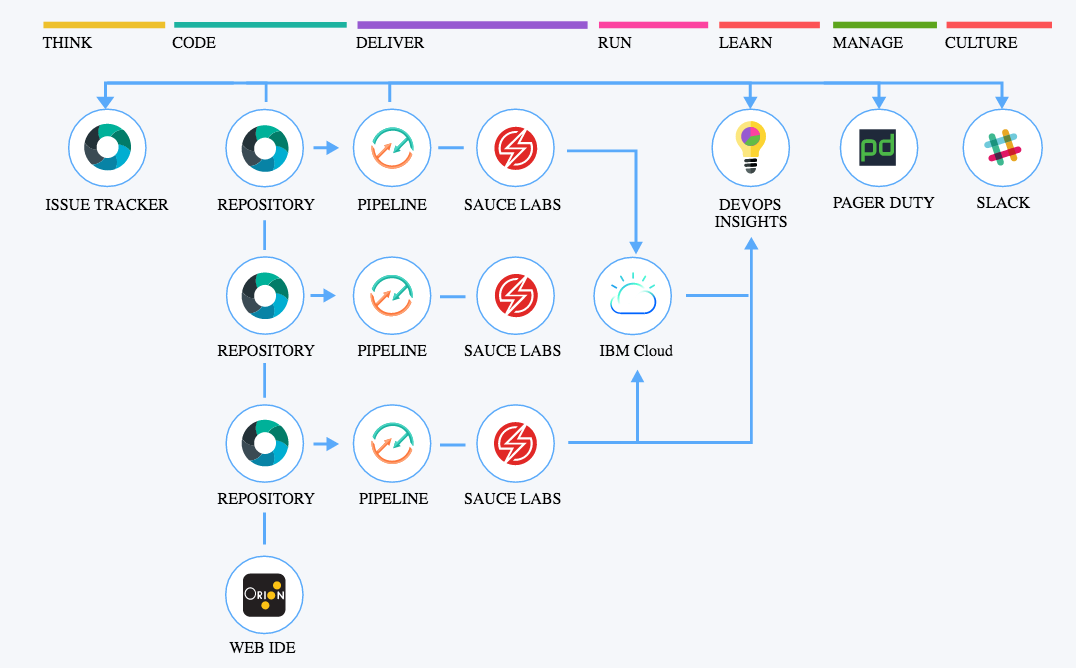 THINK
CODE
DELIVER
RUN
LEARN
MANAGE
CULTURE
pd
ISSUE TRACKER
REPOSITORY
PIPELINE
SAUCE LABS
DEVOPS
INSIGHTS
PAGER DUTY
SLACK
REPOSITORY
PIPELINE
SAUCE LABS
IBM Cloud
REPOSITORY
PIPELINE
SAUCE LABS
ORION
WEB IDE